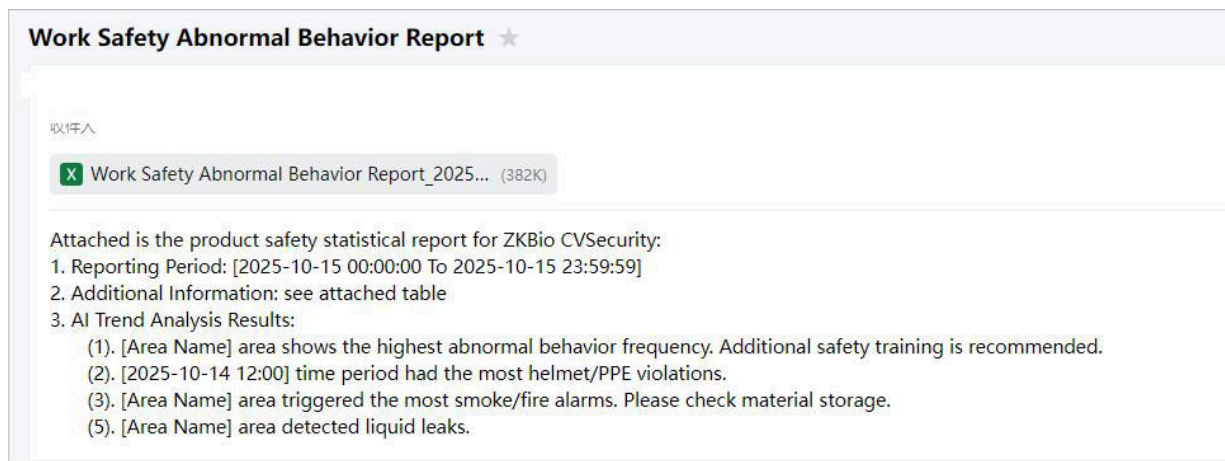 Work Safety Abnormal Behavior Report
收件人
Work Safety Abnormal Behavior Report_2025... (382K)
Attached is the product safety statistical report for ZKBio CVSecurity:
1. Reporting Period: [2025-10-15 00:00:00 To 2025-10-15 23:59:59]
2. Additional Information: see attached table
3. AI Trend Analysis Results:
(1). [Area Name] area shows the highest abnormal behavior frequency. Additional safety training is recommended.
(2). [2025-10-14 12:00] time period had the most helmet/PPE violations.
(3). [Area Name] area triggered the most smoke/fire alarms. Please check material storage.
(5). [Area Name] area detected liquid leaks.